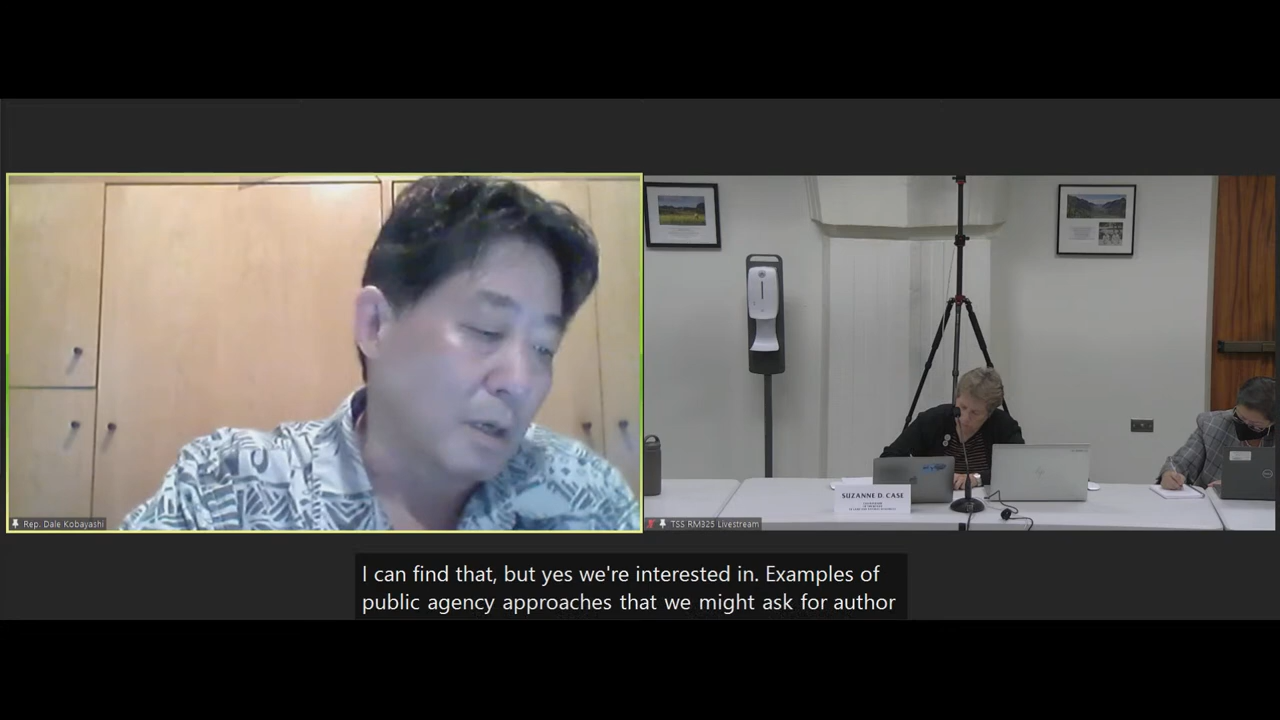 Rep. Dale Kobayashi
SUZANNE D. CASE
TSS RM325 Livestream
I can find that, but yes we're interested in. Examples of
public agency approaches that we might ask for author